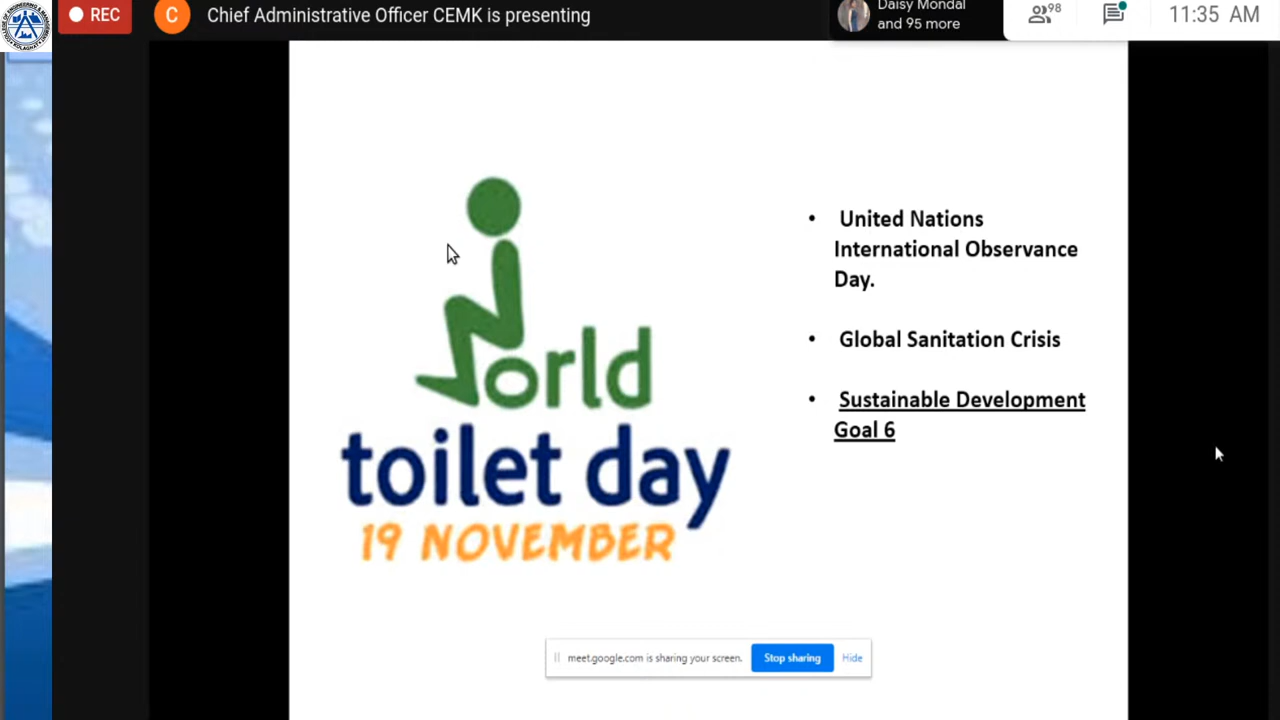 REC
C
Chief Administrative Officer CEMK is presenting
Daisy Mondal
and 95 more
98
11:35 AM
World
toilet day
19 NOVEMBER
• United Nations
International Observance
Day.
• Global Sanitation Crisis
• Sustainable Development
Goal 6
meet.google.com is sharing your screen.
Stop sharing
Hide